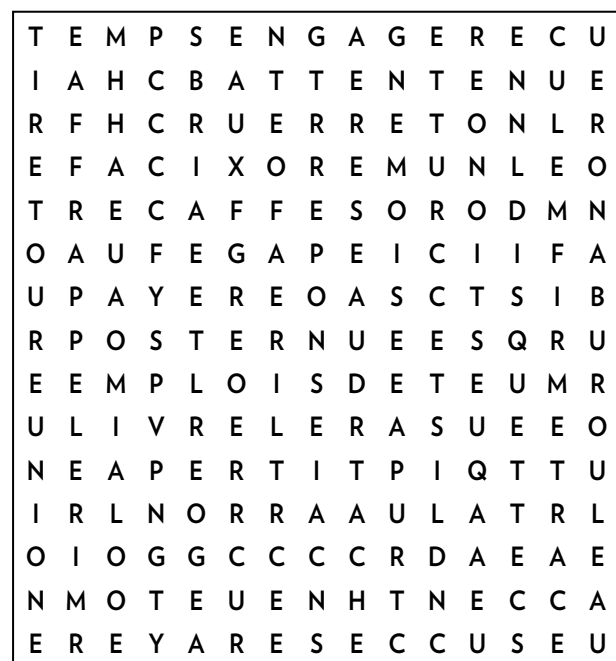 T E M P S E N G A G E R E C U
I A H C B A T T E N T E N U E
R F H C R U E R R E T O N L R
E F A C I X O R E M U N L E O
T R E C A F F E S O R O D M N
O A U F E G A P E I C I I F A
U P A Y E R E O A S C T S I B
R P O S T E R N U E E S Q R U
E E M P L O I S D E T E U M R
U L I V R E L E R A S U E E O
N E A P E R T I T P I Q T T U
I R L N O R R A A U L A T R L
O I O G G C C C C R D A E A E
N M O T E U E N H T N E C C A
E R E Y A R E S E C C U S E U